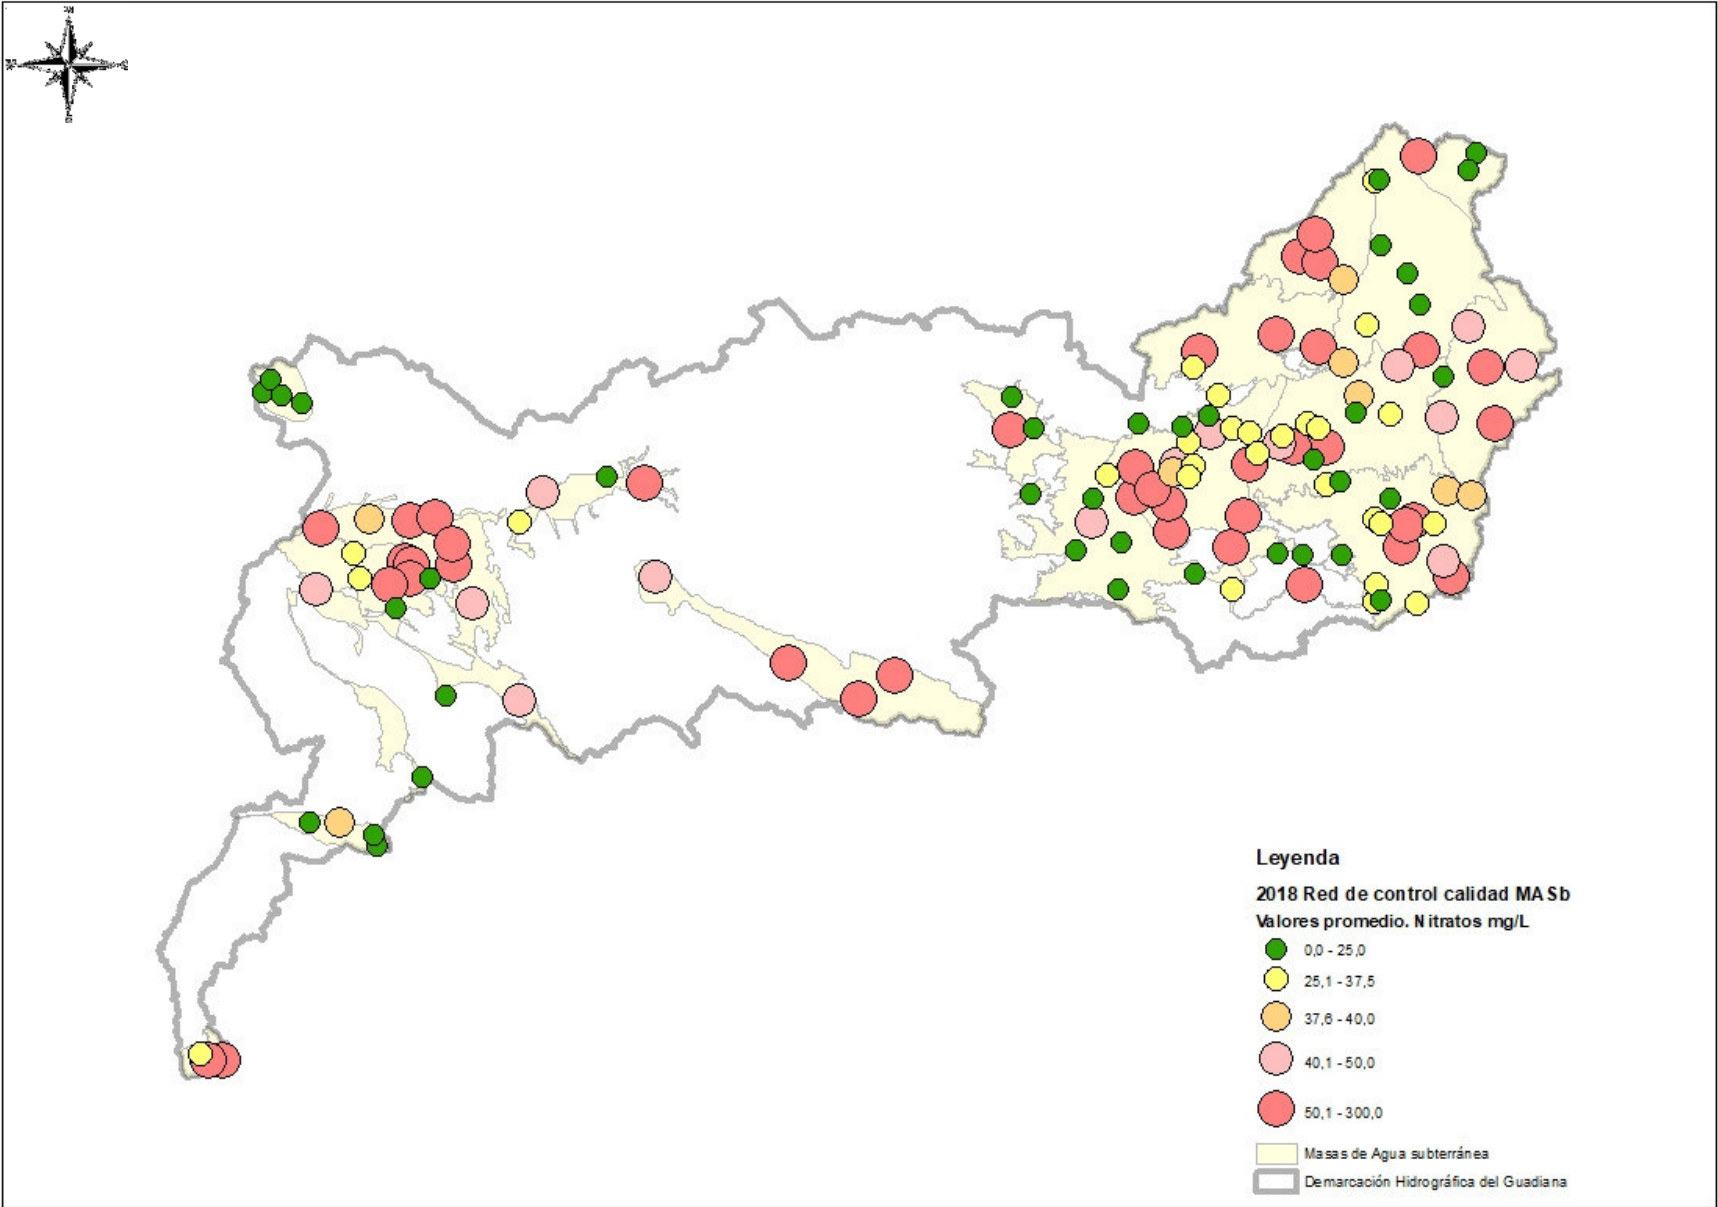 Leyenda
2018 Red de control calidad MASb
Valores promedio. Nitratos mg/L
0,0 - 25,0
25,1 - 37,5
37,6 - 40,0
40,1 - 50,0
50,1 - 300,0
Masas de Agua subterránea
Demarcación Hidrográfica del Guadiana